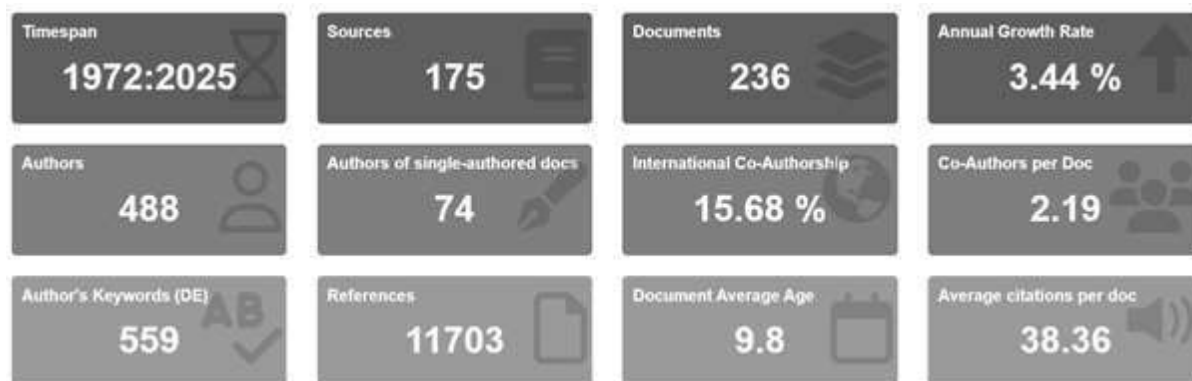 Timespan
1972:2025
Sources
175
Documents
236
Annual Growth Rate
3.44 %
Authors
488
Authors of single-authored docs
74
International Co-Authorship
15.68 %
Co-Authors per Doc
2.19
Author's Keywords (DE)
AB
559
References
11703
Document Average Age
9.8
Average citations per doc
38.36